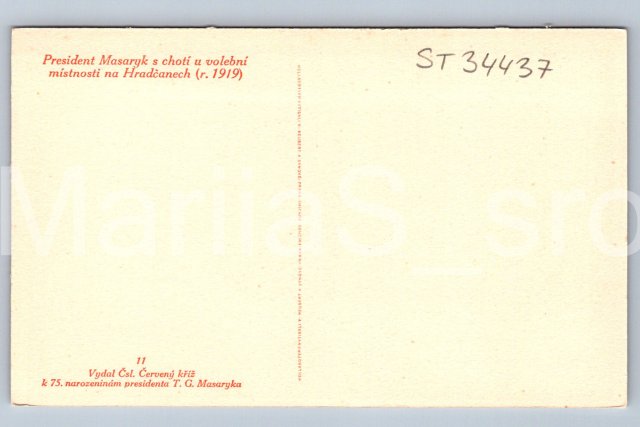 President Masaryk s chotí u volební
místnosti na Hradčanech (r. 1919)
ST 34437
MariiaS_sro
11
Vydal Čsl. Červený kříž
k 75. narozeninám presidenta T. G. Masaryka